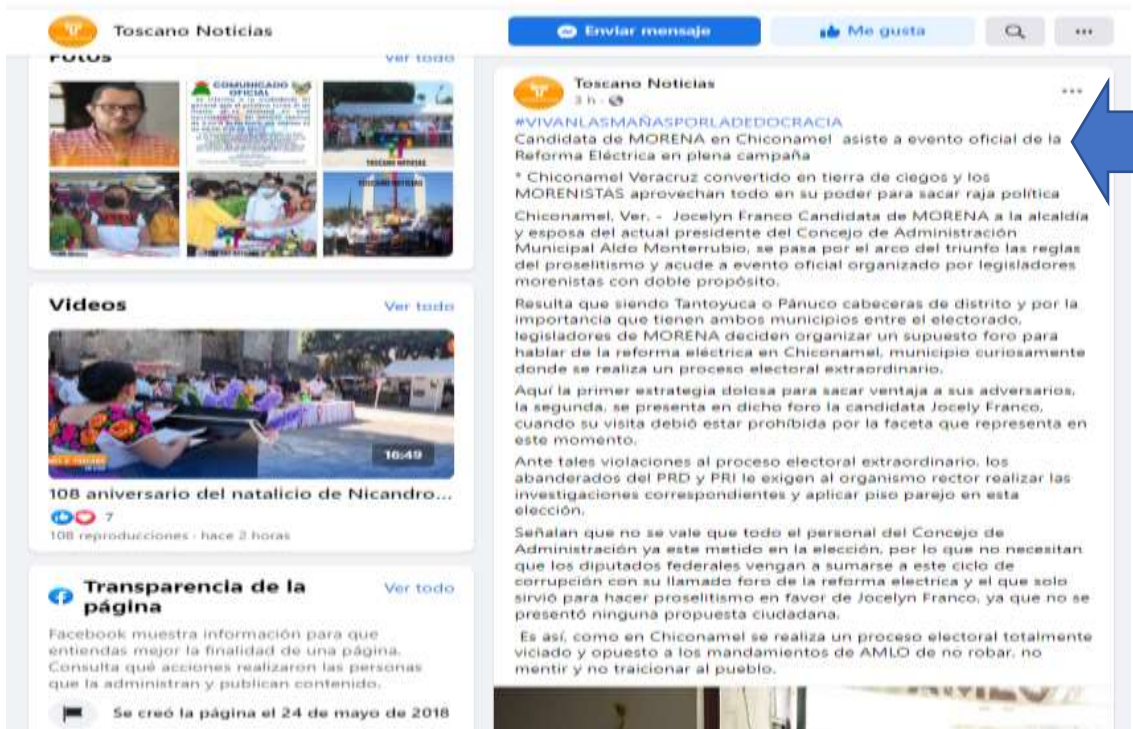 Toscano Noticias
Enviar mensaje
Me gusta
Fotos
Ver todo
COMUNICADO
OFICIAL
TOSCANO NOTICIAS
Videos
Ver todo
16:49
108 aniversario del natalicio de Nicandro...
7
108 reproducciones · hace 2 horas
Transparencia de la
página
Ver todo
Facebook muestra información para que
entiendas mejor la finalidad de una página.
Consulta qué acciones realizaron las personas
que la administran y publican contenido.
Se creó la página el 24 de mayo de 2018
Toscano Noticias
3 h ·
#VIVANLASMAÑASPORLADEDOCRACIA
Candidata de MORENA en Chiconamel asiste a evento oficial de la
Reforma Eléctrica en plena campaña
* Chiconamel Veracruz convertido en tierra de ciegos y los
MORENISTAS aprovechan todo en su poder para sacar raja política
Chiconamel, Ver. - Jocelyn Franco Candidata de MORENA a la alcaldía
y esposa del actual presidente del Concejo de Administración
Municipal Aldo Monterrubio, se pasa por el arco del triunfo las reglas
del proselitismo y acude a evento oficial organizado por legisladores
morenistas con doble propósito.
Resulta que siendo Tantoyuca o Pánuco cabeceras de distrito y por la
importancia que tienen ambos municipios entre el electorado,
legisladores de MORENA deciden organizar un supuesto foro para
hablar de la reforma eléctrica en Chiconamel, municipio curiosamente
donde se realiza un proceso electoral extraordinario.
Aquí la primer estrategia dolosa para sacar ventaja a sus adversarios,
la segunda, se presenta en dicho foro la candidata Jocely Franco,
cuando su visita debió estar prohíbida por la faceta que representa en
este momento.
Ante tales violaciones al proceso electoral extraordinario, los
abanderados del PRD y PRI le exigen al organismo rector realizar las
investigaciones correspondientes y aplicar piso parejo en esta
elección.
Señalan que no se vale que todo el personal del Concejo de
Administración ya este metido en la elección, por lo que no necesitan
que los diputados federales vengan a sumarse a este ciclo de
corrupción con su llamado foro de la reforma electrica y el que solo
sirvió para hacer proselitismo en favor de Jocelyn Franco, ya que no se
presentó ninguna propuesta ciudadana.
Es así, como en Chiconamel se realiza un proceso electoral totalmente
viciado y opuesto a los mandamientos de AMLO de no robar, no
mentir y no traicionar al pueblo.